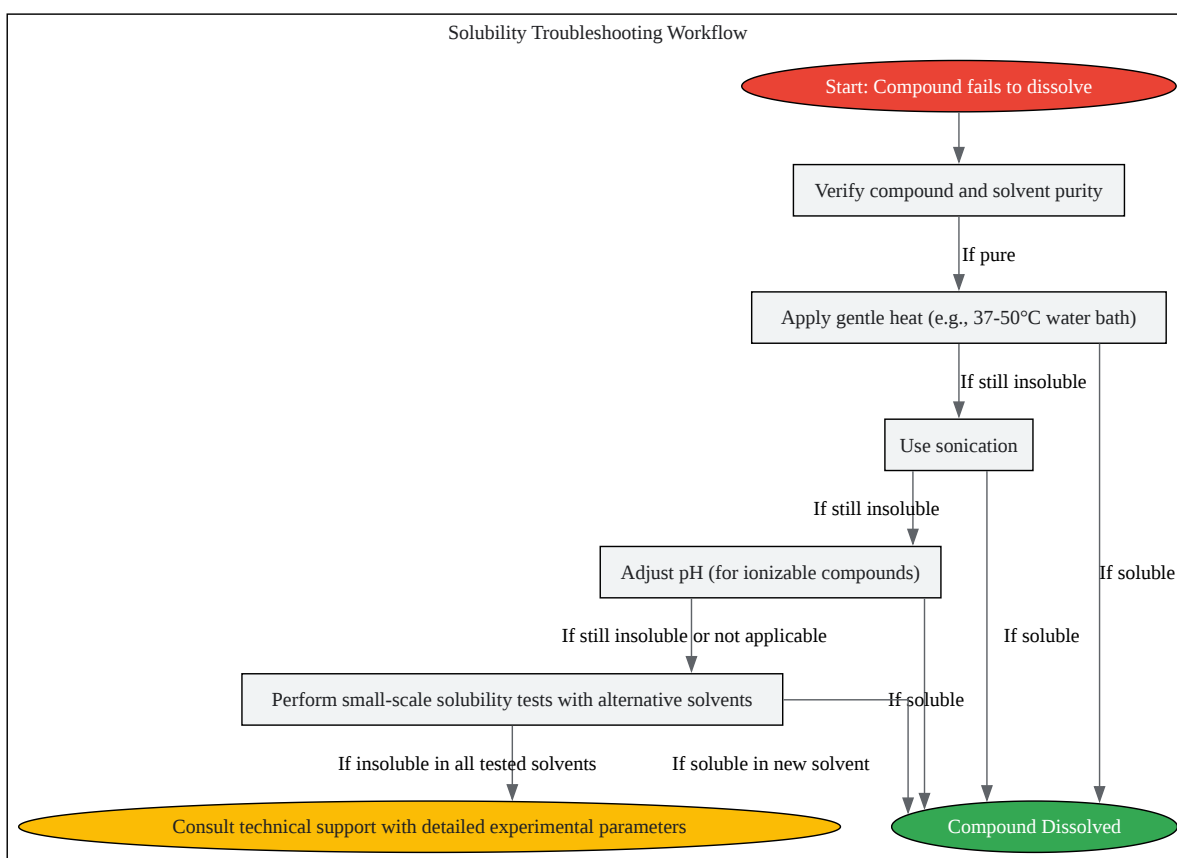 Solubility Troubleshooting Workflow
Start: Compound fails to dissolve
Verify compound and solvent purity
If pure
Apply gentle heat (e.g., 37-50°C water bath)
If still insoluble
Use sonication
If still insoluble
Adjust pH (for ionizable compounds)
If soluble
If still insoluble or not applicable
If soluble
Perform small-scale solubility tests with alternative solvents
If soluble
If insoluble in all tested solvents
If soluble in new solvent
Consult technical support with detailed experimental parameters
Compound Dissolved